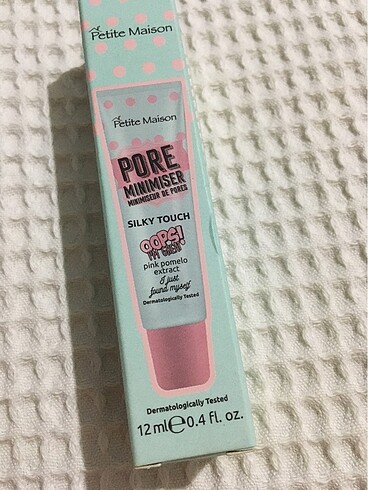 Petite Maison
Petite Maison
PORE
MINIMISER
MINIMISEUR DE PORES
SILKY TOUCH
OOPS!
pink pomelo
extract
I just
found myself
Dermatologically Tested
Dermatologically Tested
12 ml e 0.4 fl. oz.